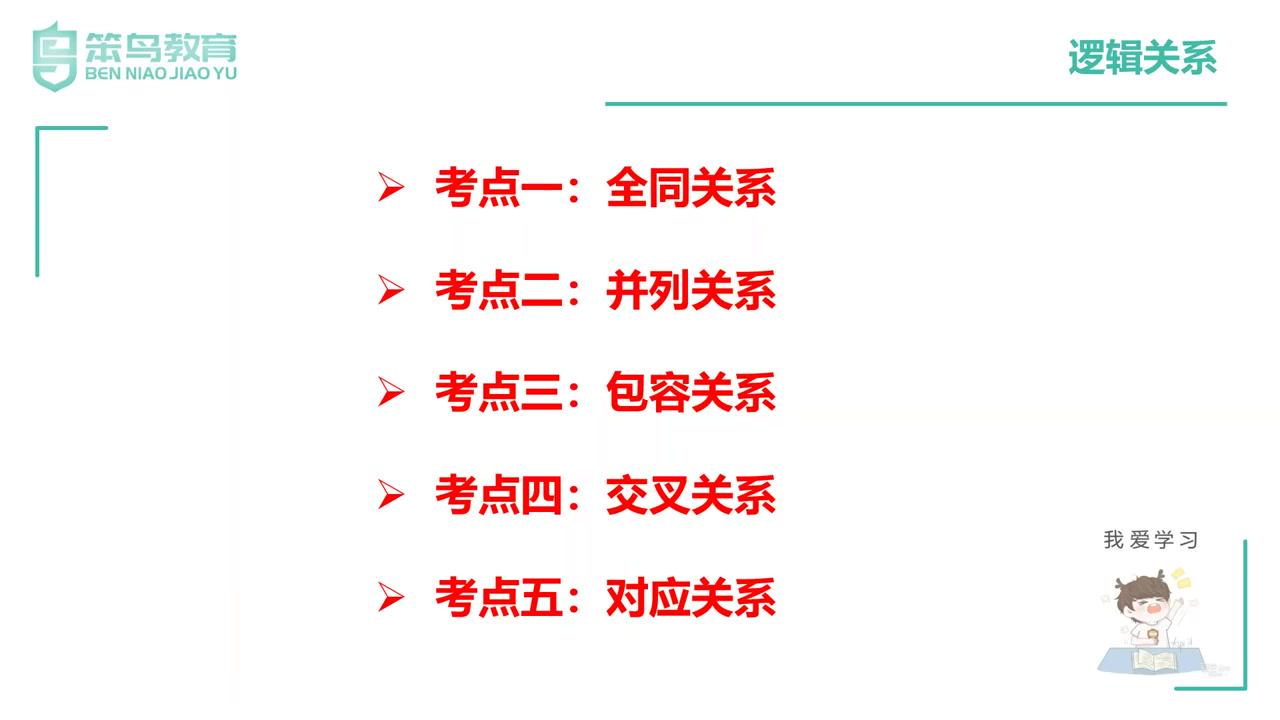 笨鸟教育
BEN NIAO JIAO YU
逻辑关系
考点一：全同关系
考点二：并列关系
考点三：包容关系
考点四：交叉关系
考点五：对应关系
我爱学习